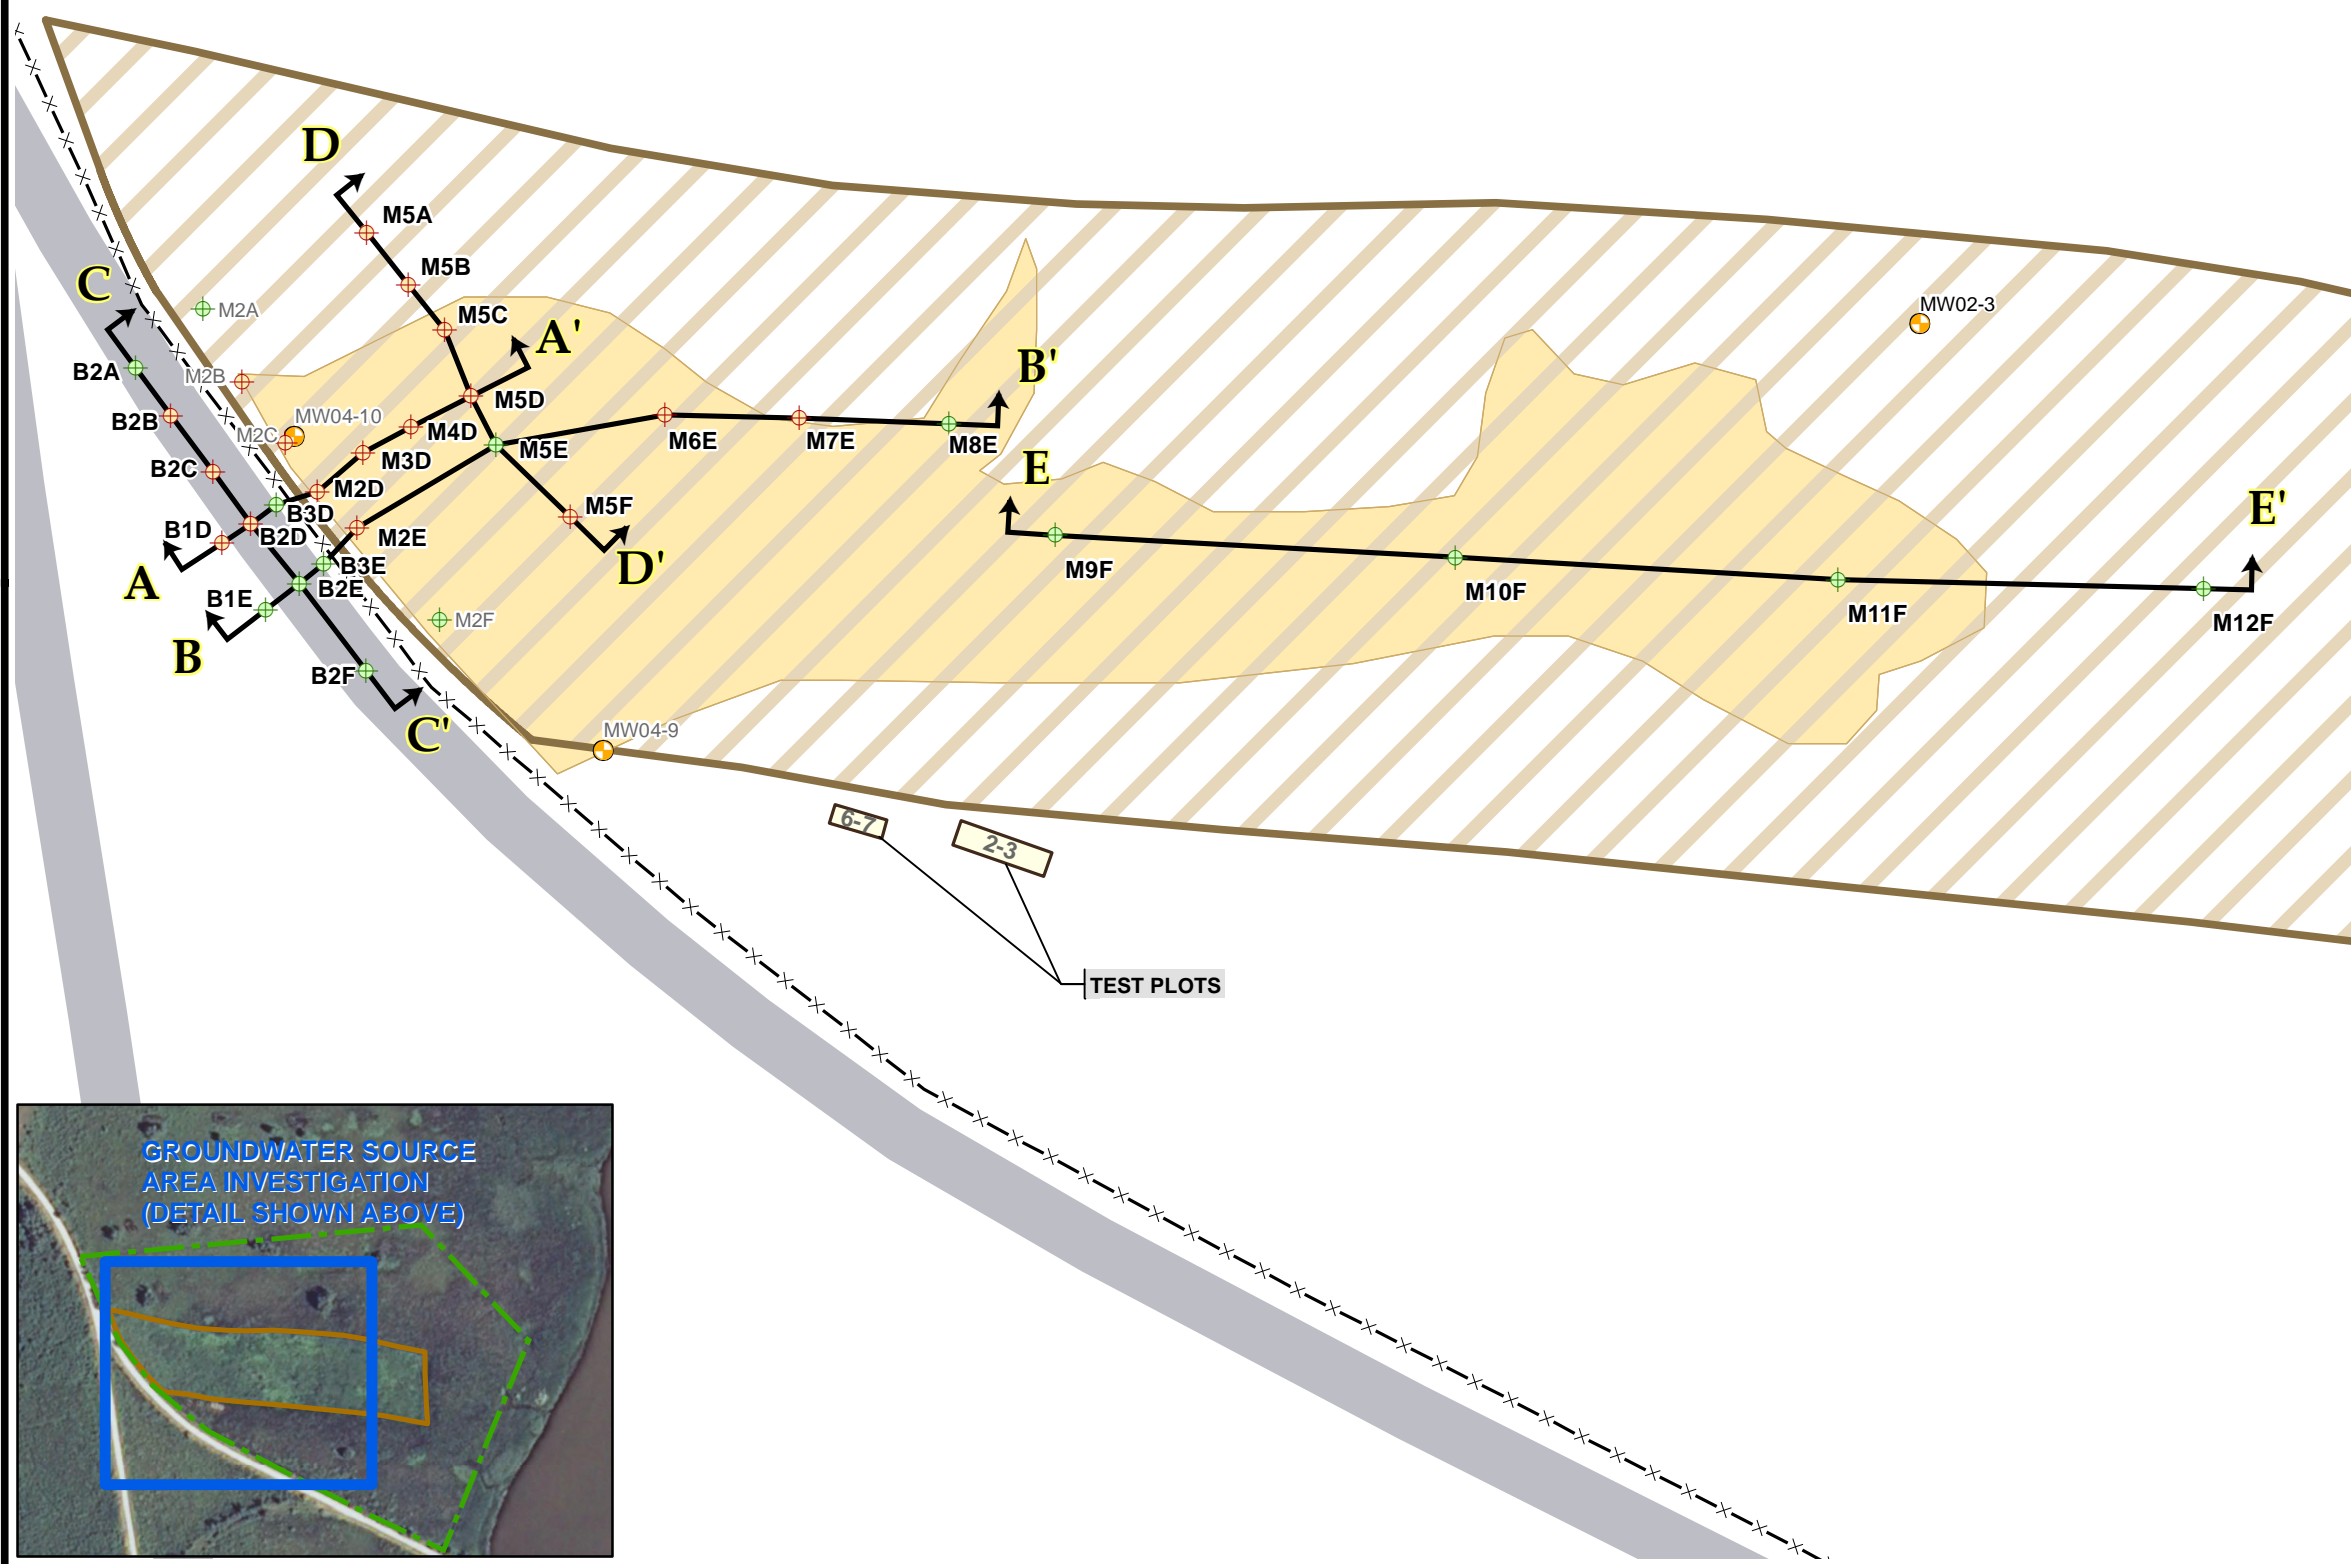 D
M5A
M5B
C
M2A
MW02-3
M5C
A'
B'
B2A
M2B
M5D
B2B
MW04-10
M2C
M4D
M6E
M7E
M8E
M5E
M3D
B2C
E
M2D
B3D
E'
B1D
B2D
M2E
B3E
D'
M9F
A
B2E
M10F
B1E
M2F
M11F
M12F
B
B2F
C'
MW04-9
6-7
2-3
TEST PLOTS
GROUNDWATER SOURCE
AREA INVESTIGATION
(DETAIL SHOWN ABOVE)